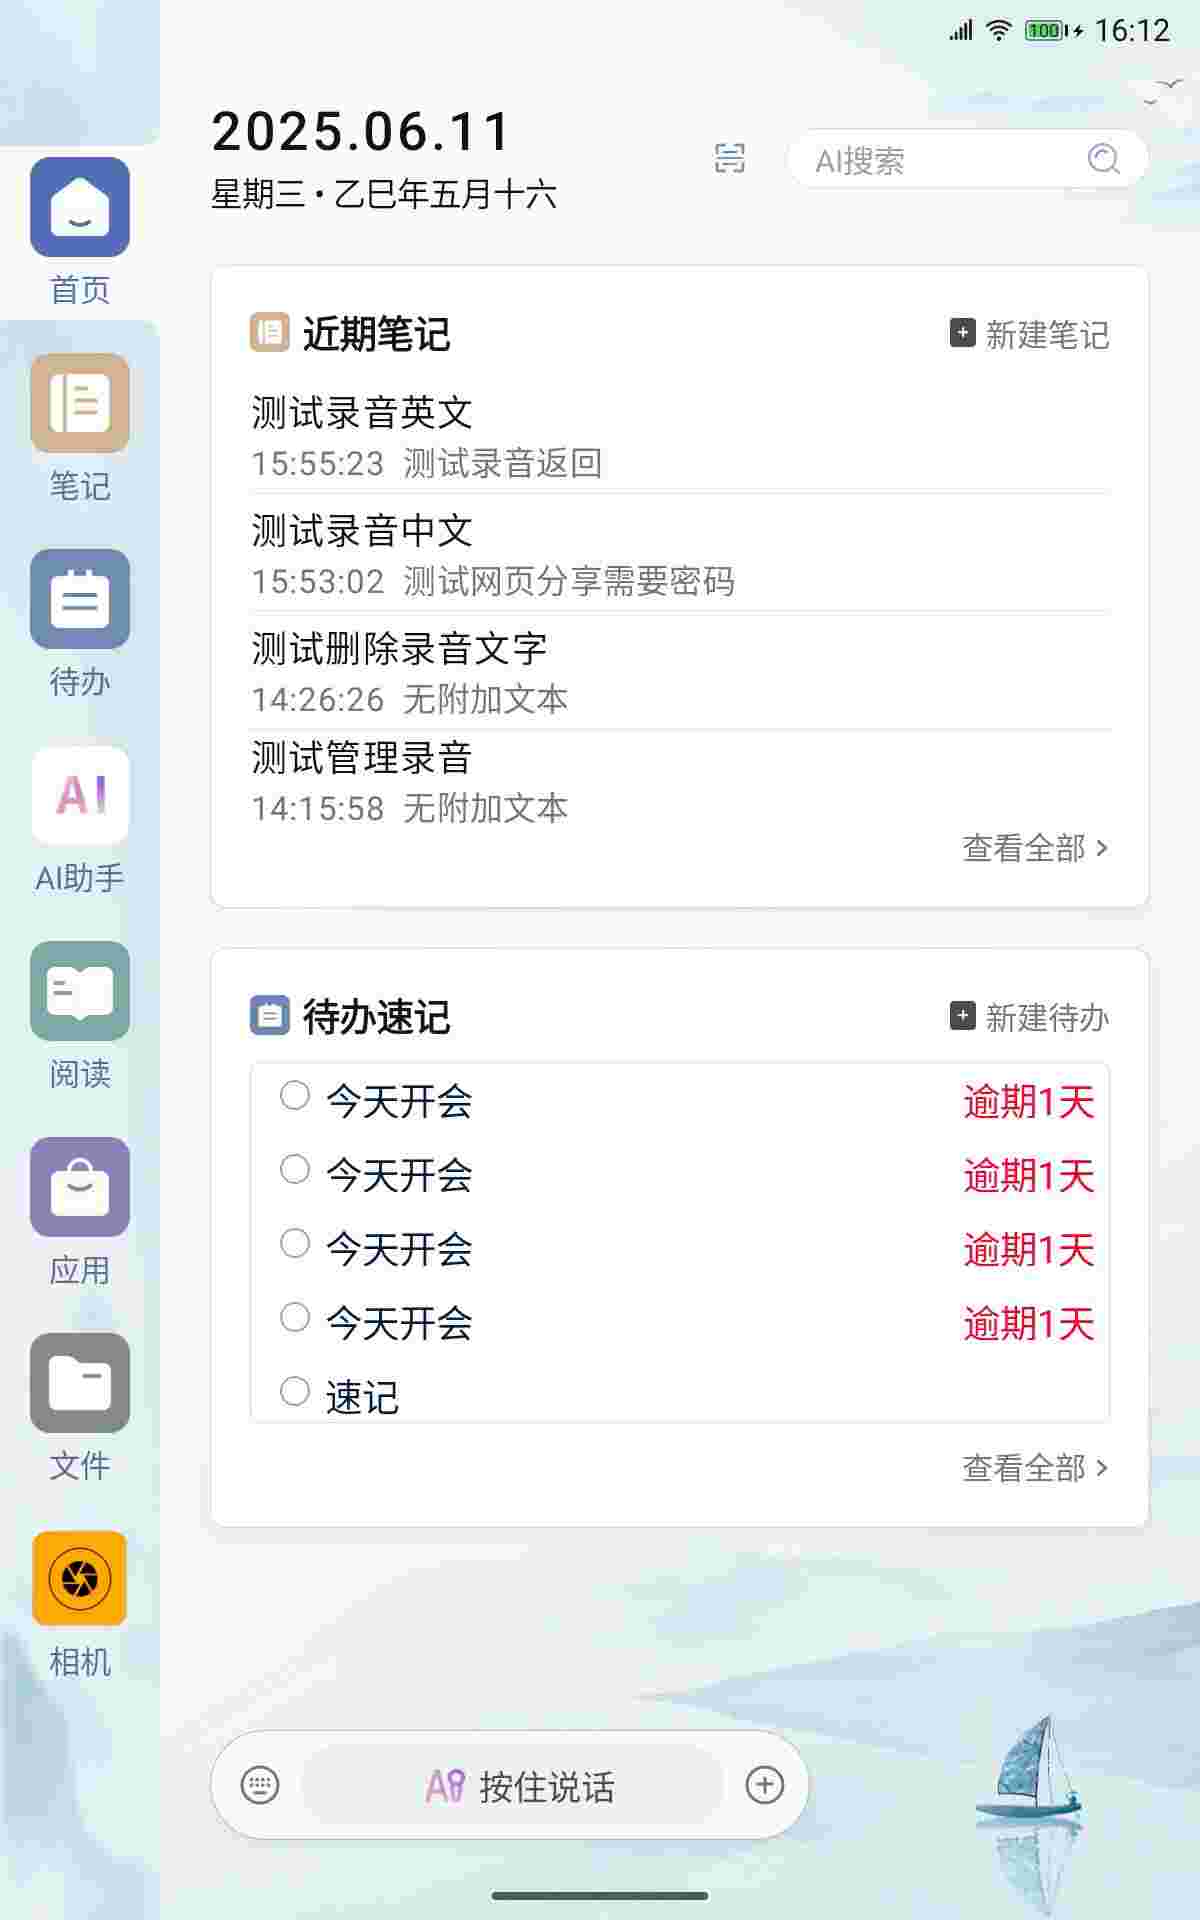 100 16:12
2025.06.11
星期三·乙巳年五月十六
AI搜索
首页
笔记
待办
AI
AI助手
阅读
应用
文件
相机
近期笔记
新建笔记
测试录音英文
15:55:23 测试录音返回
测试录音中文
15:53:02 测试网页分享需要密码
测试删除录音文字
14:26:26 无附加文本
测试管理录音
14:15:58 无附加文本
查看全部
待办速记
新建待办
今天开会 逾期1天
今天开会 逾期1天
今天开会 逾期1天
今天开会 逾期1天
速记
查看全部
按住说话